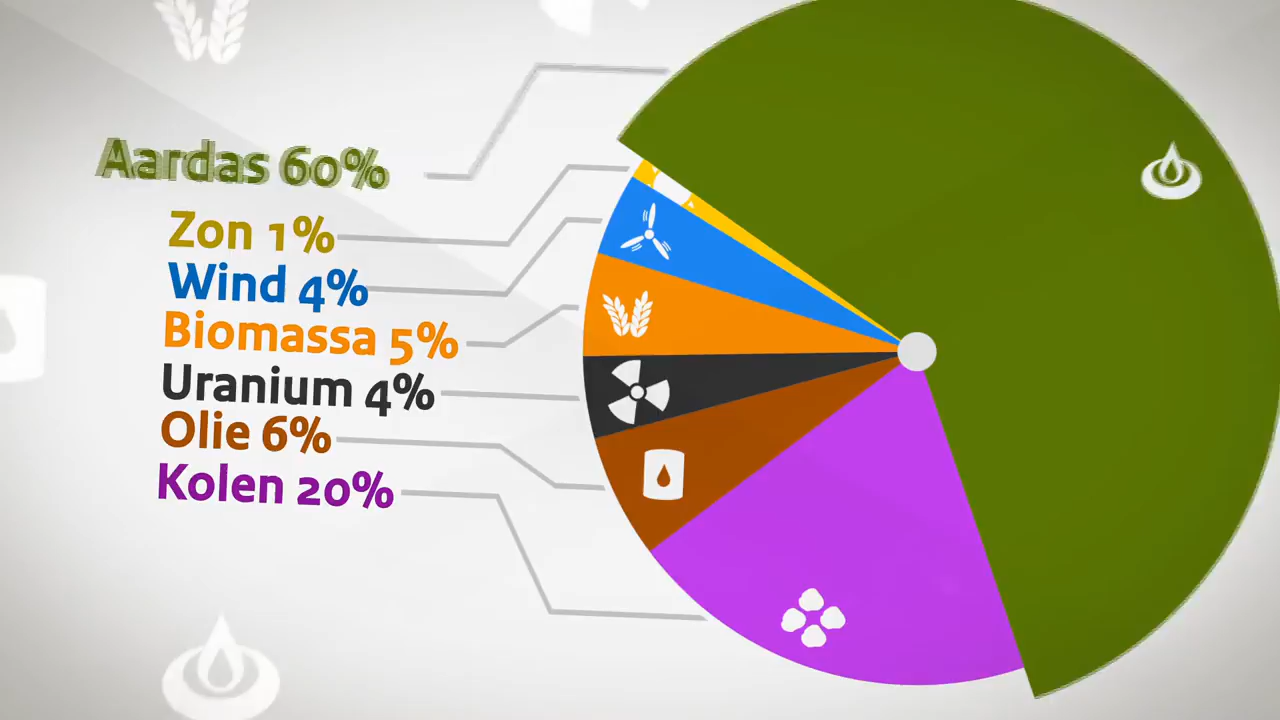 Aardas 60%
Zon 1%
Wind 4%
Biomassa 5%
Uranium 4%
Olie 6%
Kolen 20%